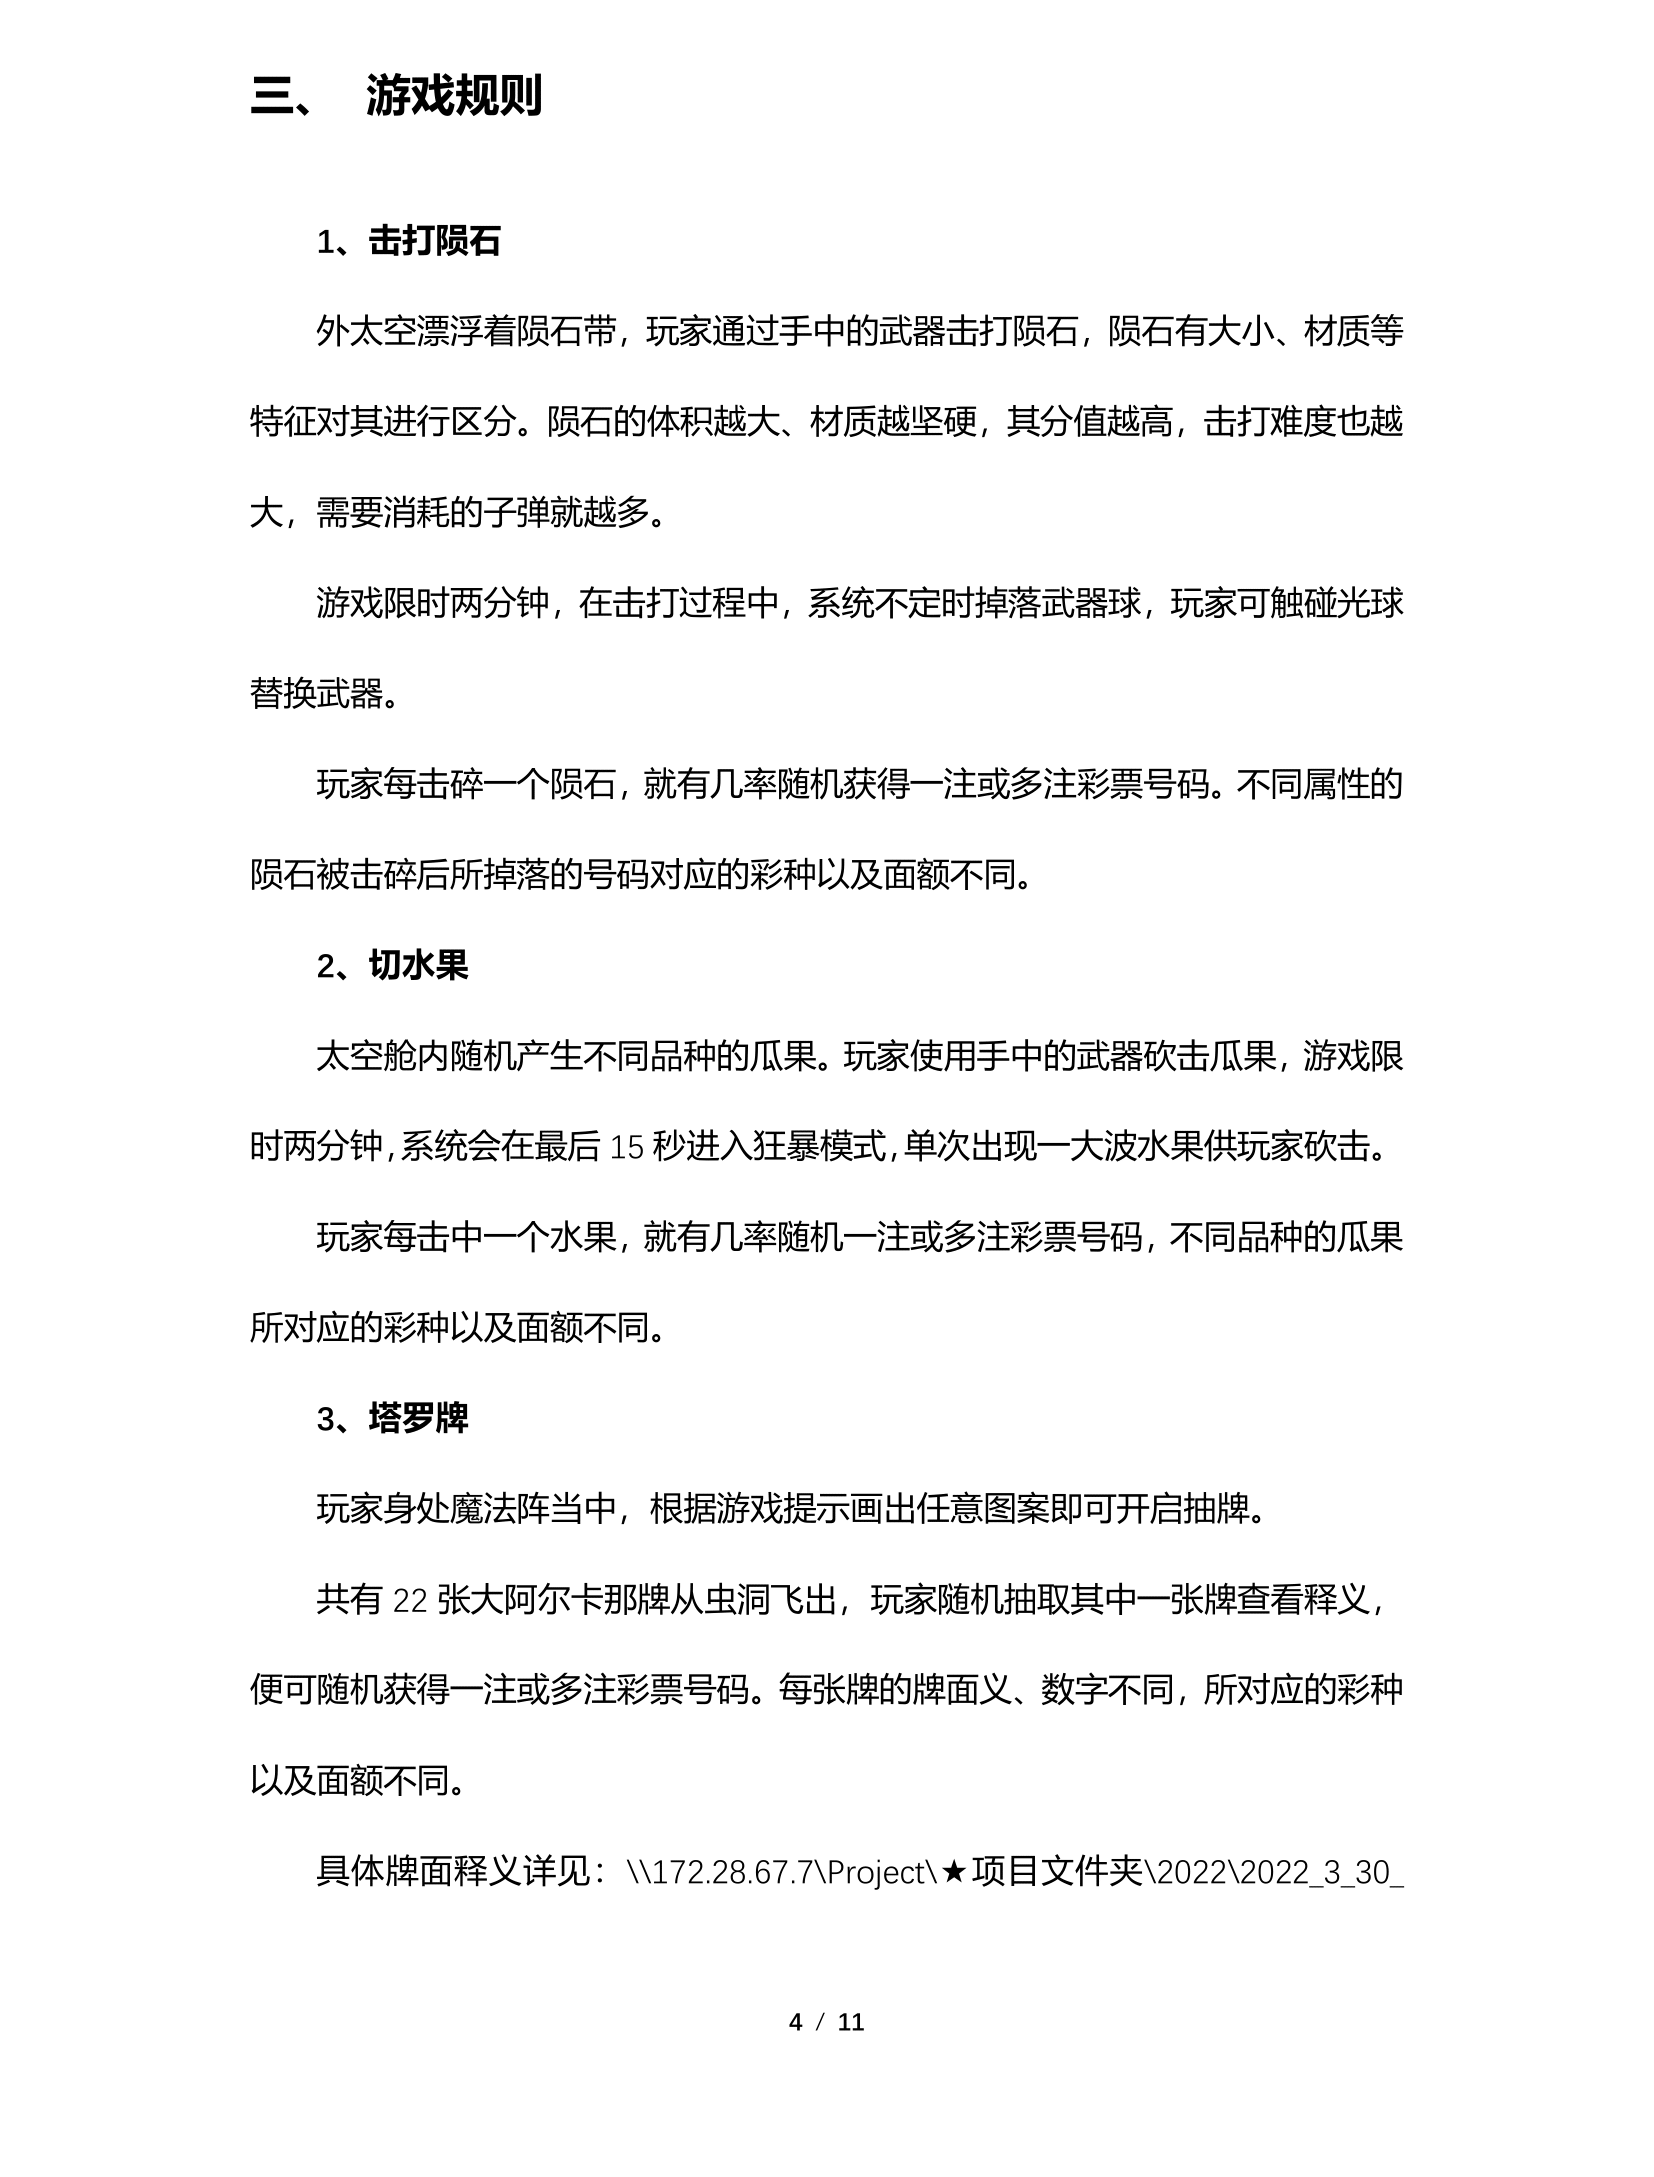 三、 游戏规则
1、击打陨石
外太空漂浮着陨石带，玩家通过手中的武器击打陨石，陨石有大小、材质等
特征对其进行区分。陨石的体积越大、材质越坚硬，其分值越高，击打难度也越
大，需要消耗的子弹就越多。
游戏限时两分钟，在击打过程中，系统不定时掉落武器球，玩家可触碰光球
替换武器。
玩家每击碎一个陨石，就有几率随机获得一注或多注彩票号码。不同属性的
陨石被击碎后所掉落的号码对应的彩种以及面额不同。
2、切水果
太空舱内随机产生不同品种的瓜果。玩家使用手中的武器砍击瓜果，游戏限
时两分钟，系统会在最后 15 秒进入狂暴模式，单次出现一大波水果供玩家砍击。
玩家每击中一个水果，就有几率随机一注或多注彩票号码，不同品种的瓜果
所对应的彩种以及面额不同。
3、塔罗牌
玩家身处魔法阵当中，根据游戏提示画出任意图案即可开启抽牌。
共有 22 张大阿尔卡那牌从虫洞飞出，玩家随机抽取其中一张牌查看释义，
便可随机获得一注或多注彩票号码。每张牌的牌面义、数字不同，所对应的彩种
以及面额不同。
具体牌面释义详见：\\172.28.67.7\Project\★项目文件夹\2022\2022_3_30_
4 / 11